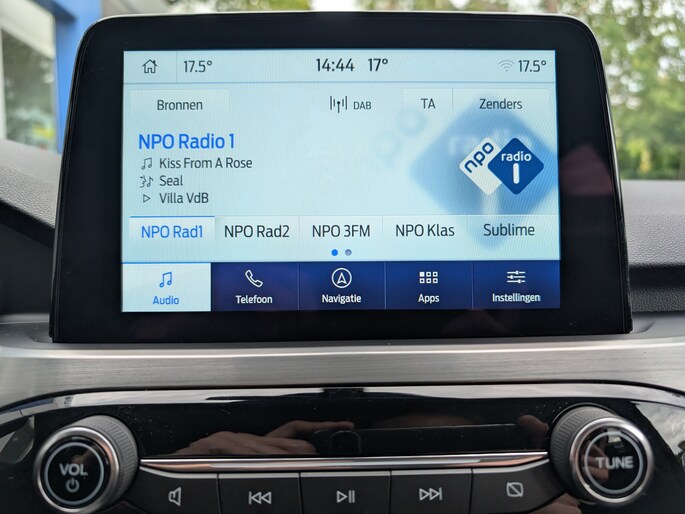 17.5° 14:44 17° 17.5°
Bronnen DAB TA Zenders
NPO Radio 1
Kiss From A Rose
Seal
Villa VdB
npo radio 1
NPO Rad1 NPO Rad2 NPO 3FM NPO Klas Sublime
Audio Telefoon Navigatie Apps Instellingen
VOL TUNE